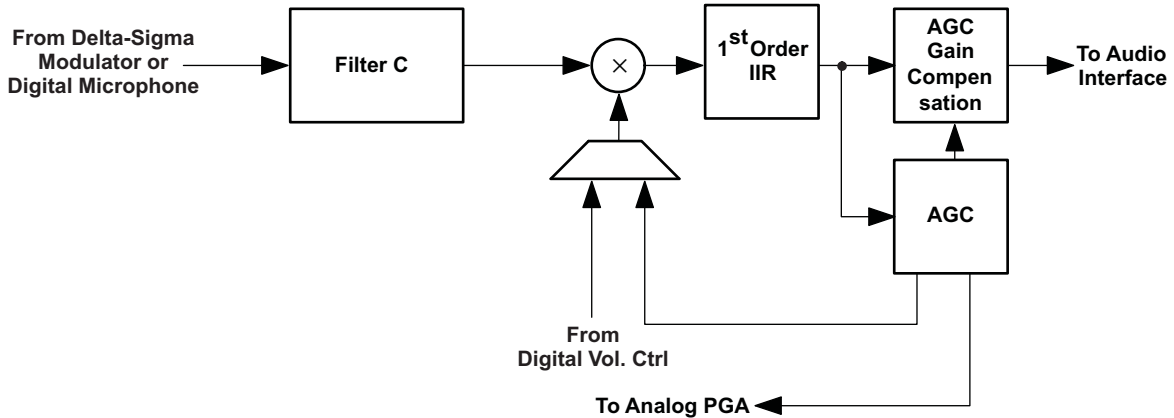 From Delta-Sigma
Modulator or
Digital Microphone
Filter C
×
1st Order
IIR
AGC
Gain
Compen
sation
To Audio
Interface
AGC
From
Digital Vol. Ctrl
To Analog PGA